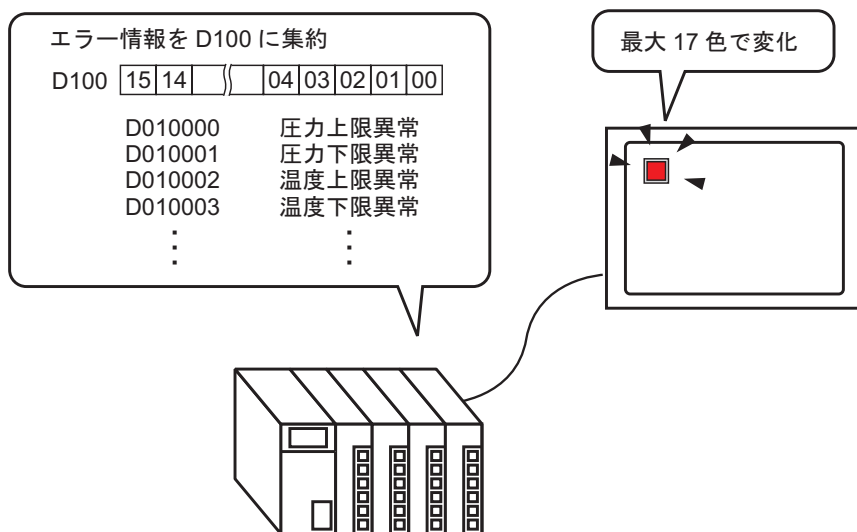 エラー情報を D100 に集約
D100 15 14 04 03 02 01 00
D010000 圧力上限異常
D010001 圧力下限異常
D010002 温度上限異常
D010003 温度下限異常
最大 17 色で変化